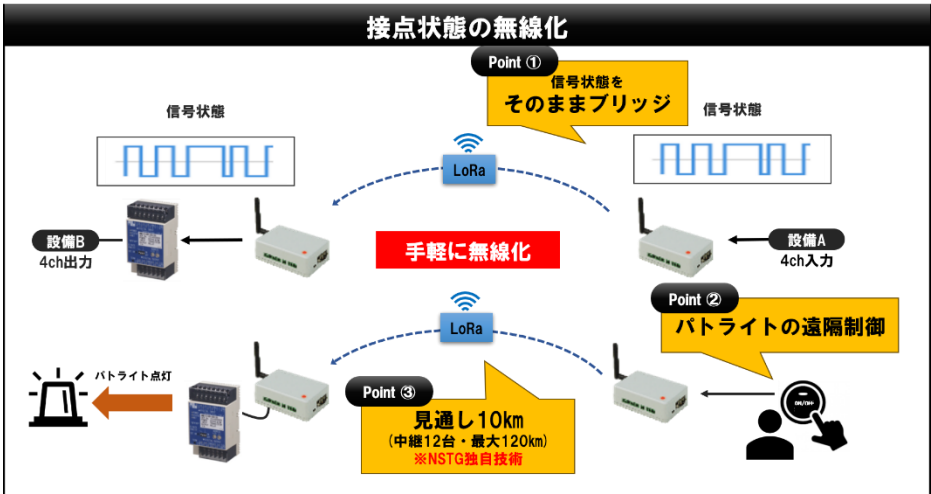 接点状態の無線化
Point ①
信号状態を
そのままブリッジ
信号状態
信号状態
LoRa
設備B
4ch出力
手軽に無線化
設備A
4ch入力
Point ②
パトライトの遠隔制御
LoRa
パトライト点灯
Point ③
見通し10km
(中継12台・最大120km)
※NSTG独自技術
ON/OFF